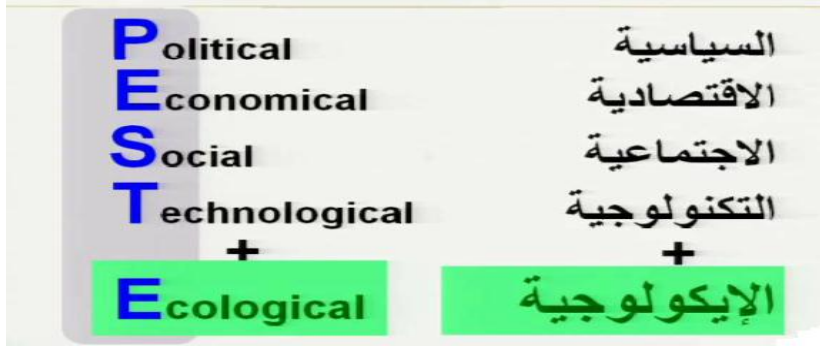 Political السياسية
Economical الاقتصادية
Social الاجتماعية
Technological التكنولوجية
+ +
Ecological الإيكولوجية